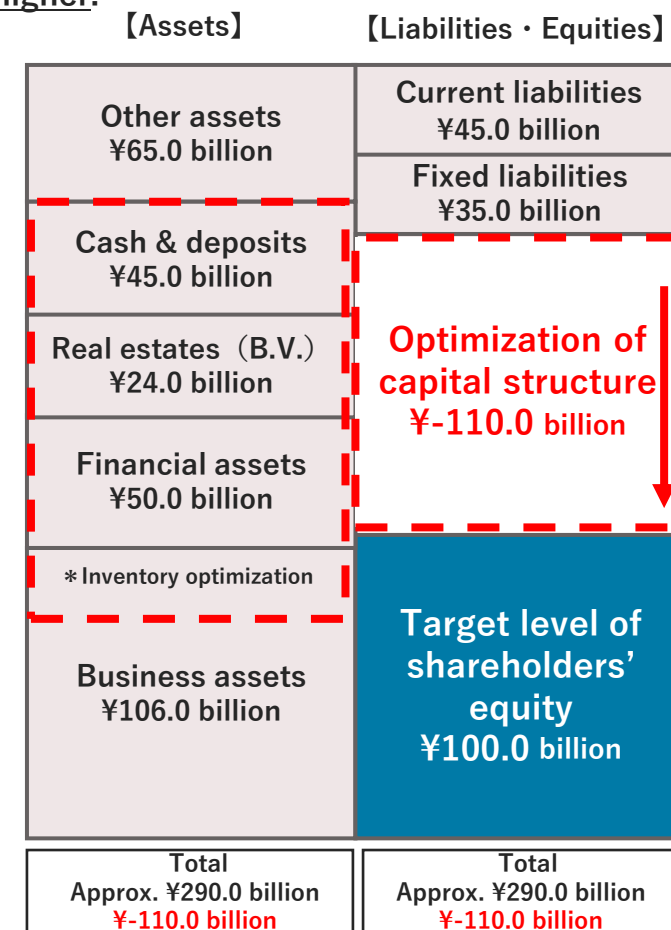 higher.
【Assets】
【Liabilities・Equities】
Other assets
¥65.0 billion
Cash & deposits
¥45.0 billion
Real estates（B.V.）
¥24.0 billion
Financial assets
¥50.0 billion
＊Inventory optimization
Business assets
¥106.0 billion
Total
Approx. ¥290.0 billion
¥-110.0 billion
Current liabilities
¥45.0 billion
Fixed liabilities
¥35.0 billion
Optimization of
capital structure
¥-110.0 billion
Target level of
shareholders’
equity
¥100.0 billion
Total
Approx. ¥290.0 billion
¥-110.0 billion